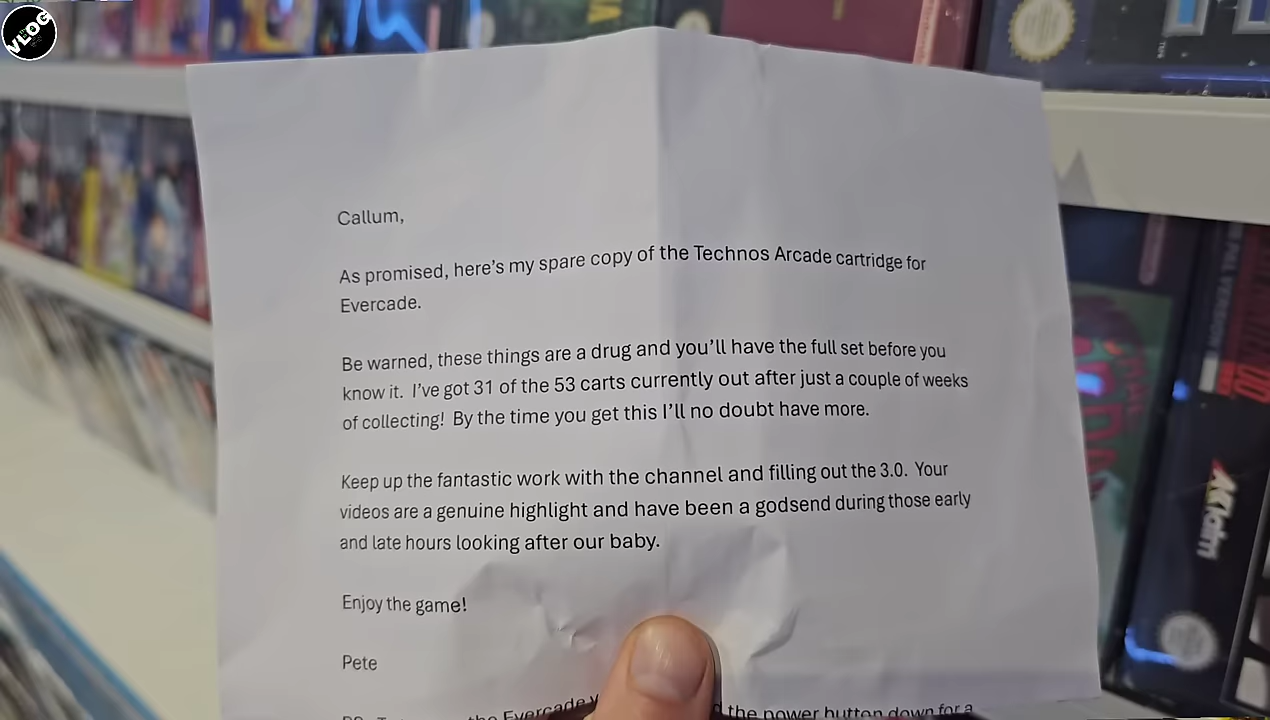 VLOG
Callum,
As promised, here's my spare copy of the Technos Arcade cartridge for
Evercade.
Be warned, these things are a drug and you'll have the full set before you
know it. I've got 31 of the 53 carts currently out after just a couple of weeks
of collecting! By the time you get this I'll no doubt have more.
Keep up the fantastic work with the channel and filling out the 3.0. Your
videos are a genuine highlight and have been a godsend during those early
and late hours looking after our baby.
Enjoy the game!
Pete
the Evercade the power button down for a
AKlaim